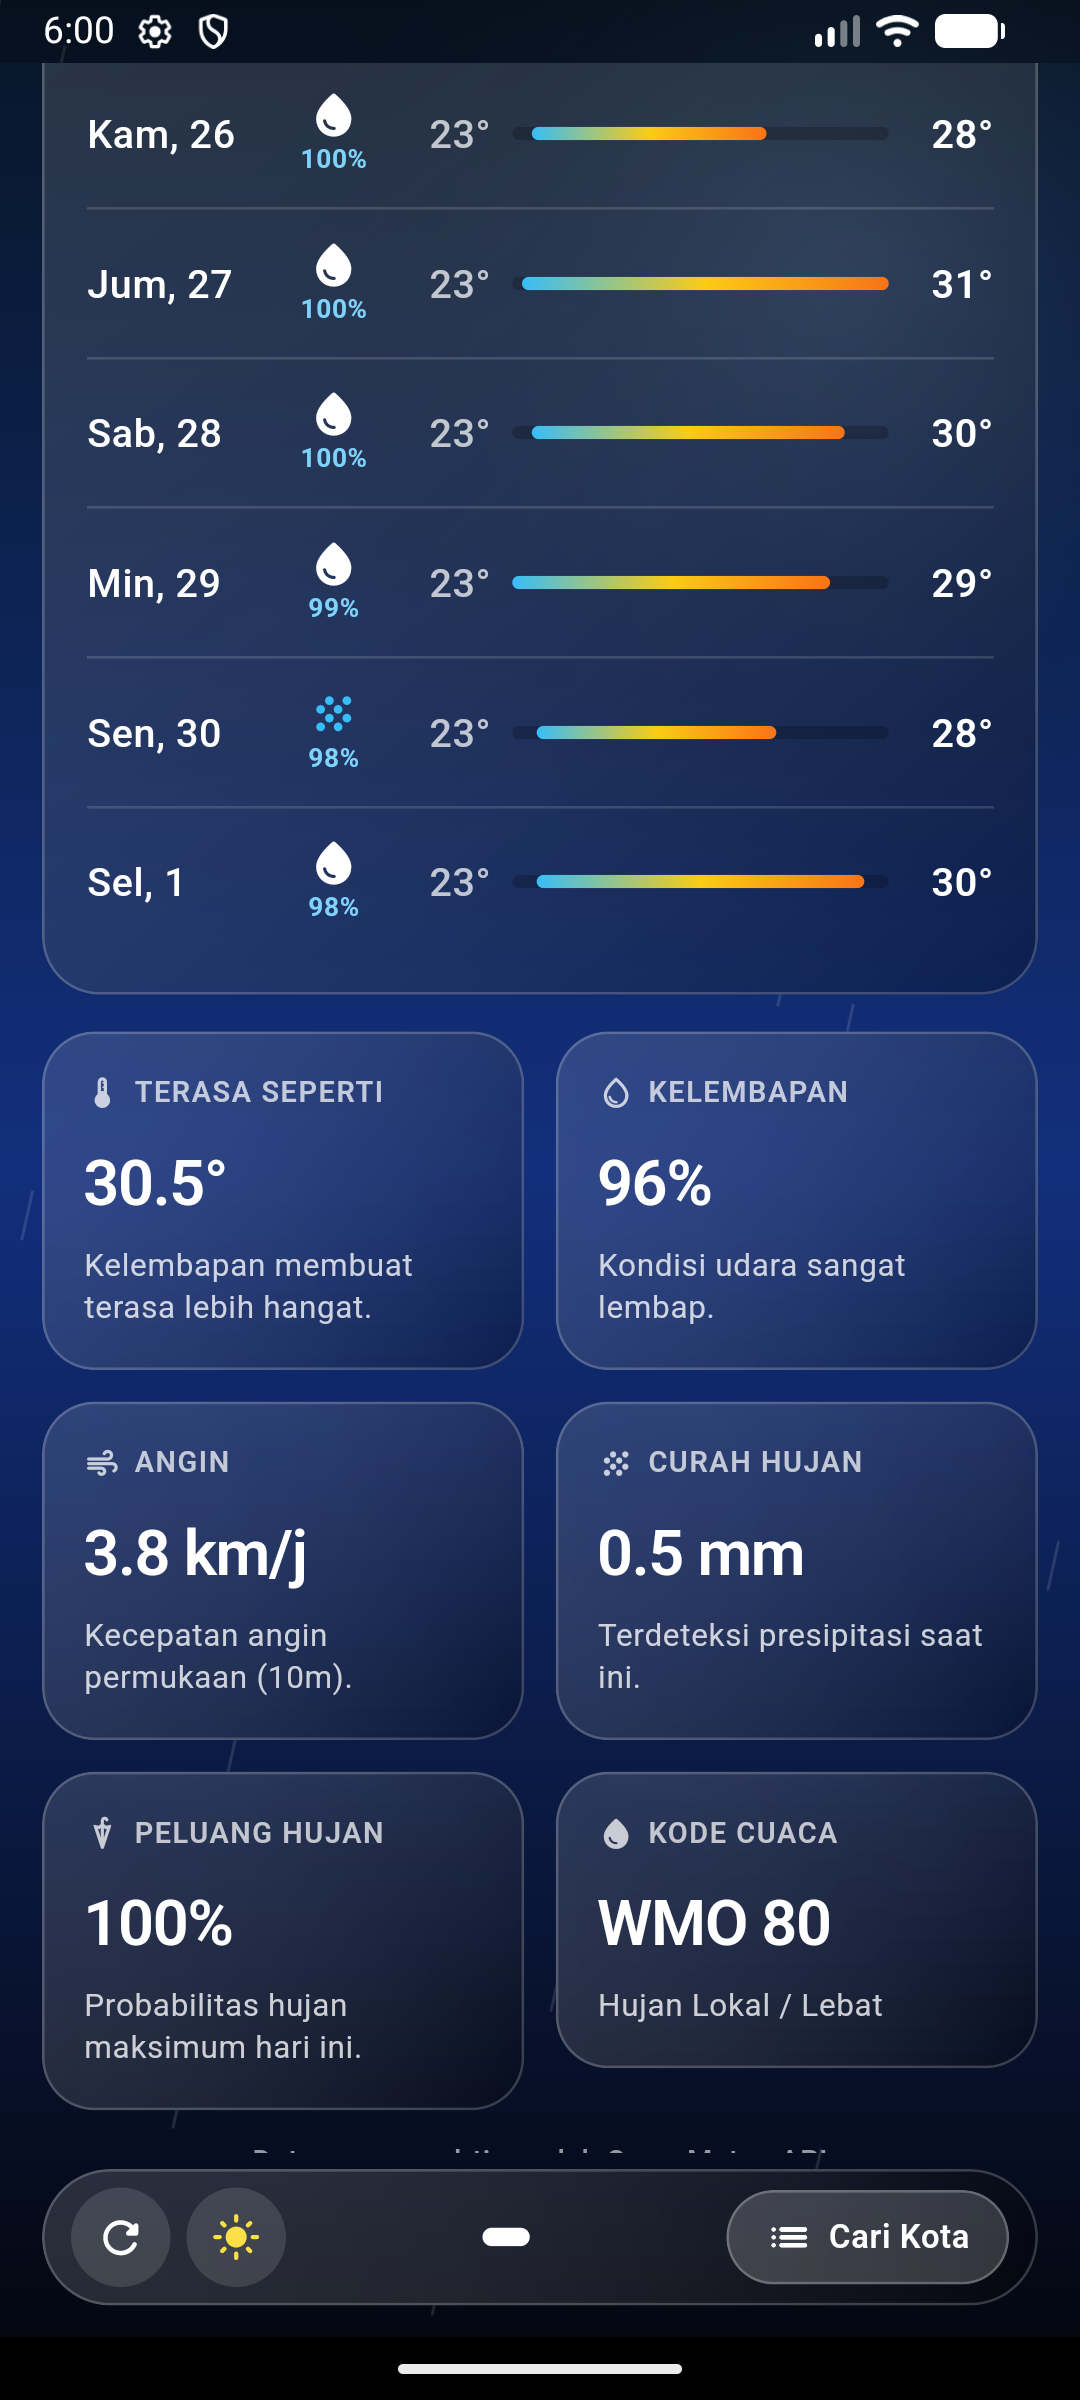 6:00
Kam, 26 100% 23° 28°
Jum, 27 100% 23° 31°
Sab, 28 100% 23° 30°
Min, 29 99% 23° 29°
Sen, 30 98% 23° 28°
Sel, 1 98% 23° 30°
TERASA SEPERTI
30.5°
Kelembapan membuat
terasa lebih hangat.
KELEMBAPAN
96%
Kondisi udara sangat
lembap.
ANGIN
3.8 km/j
Kecepatan angin
permukaan (10m).
CURAH HUJAN
0.5 mm
Terdeteksi presipitasi saat
ini.
PELUANG HUJAN
100%
Probabilitas hujan
maksimum hari ini.
KODE CUACA
WMO 80
Hujan Lokal / Lebat
Cari Kota